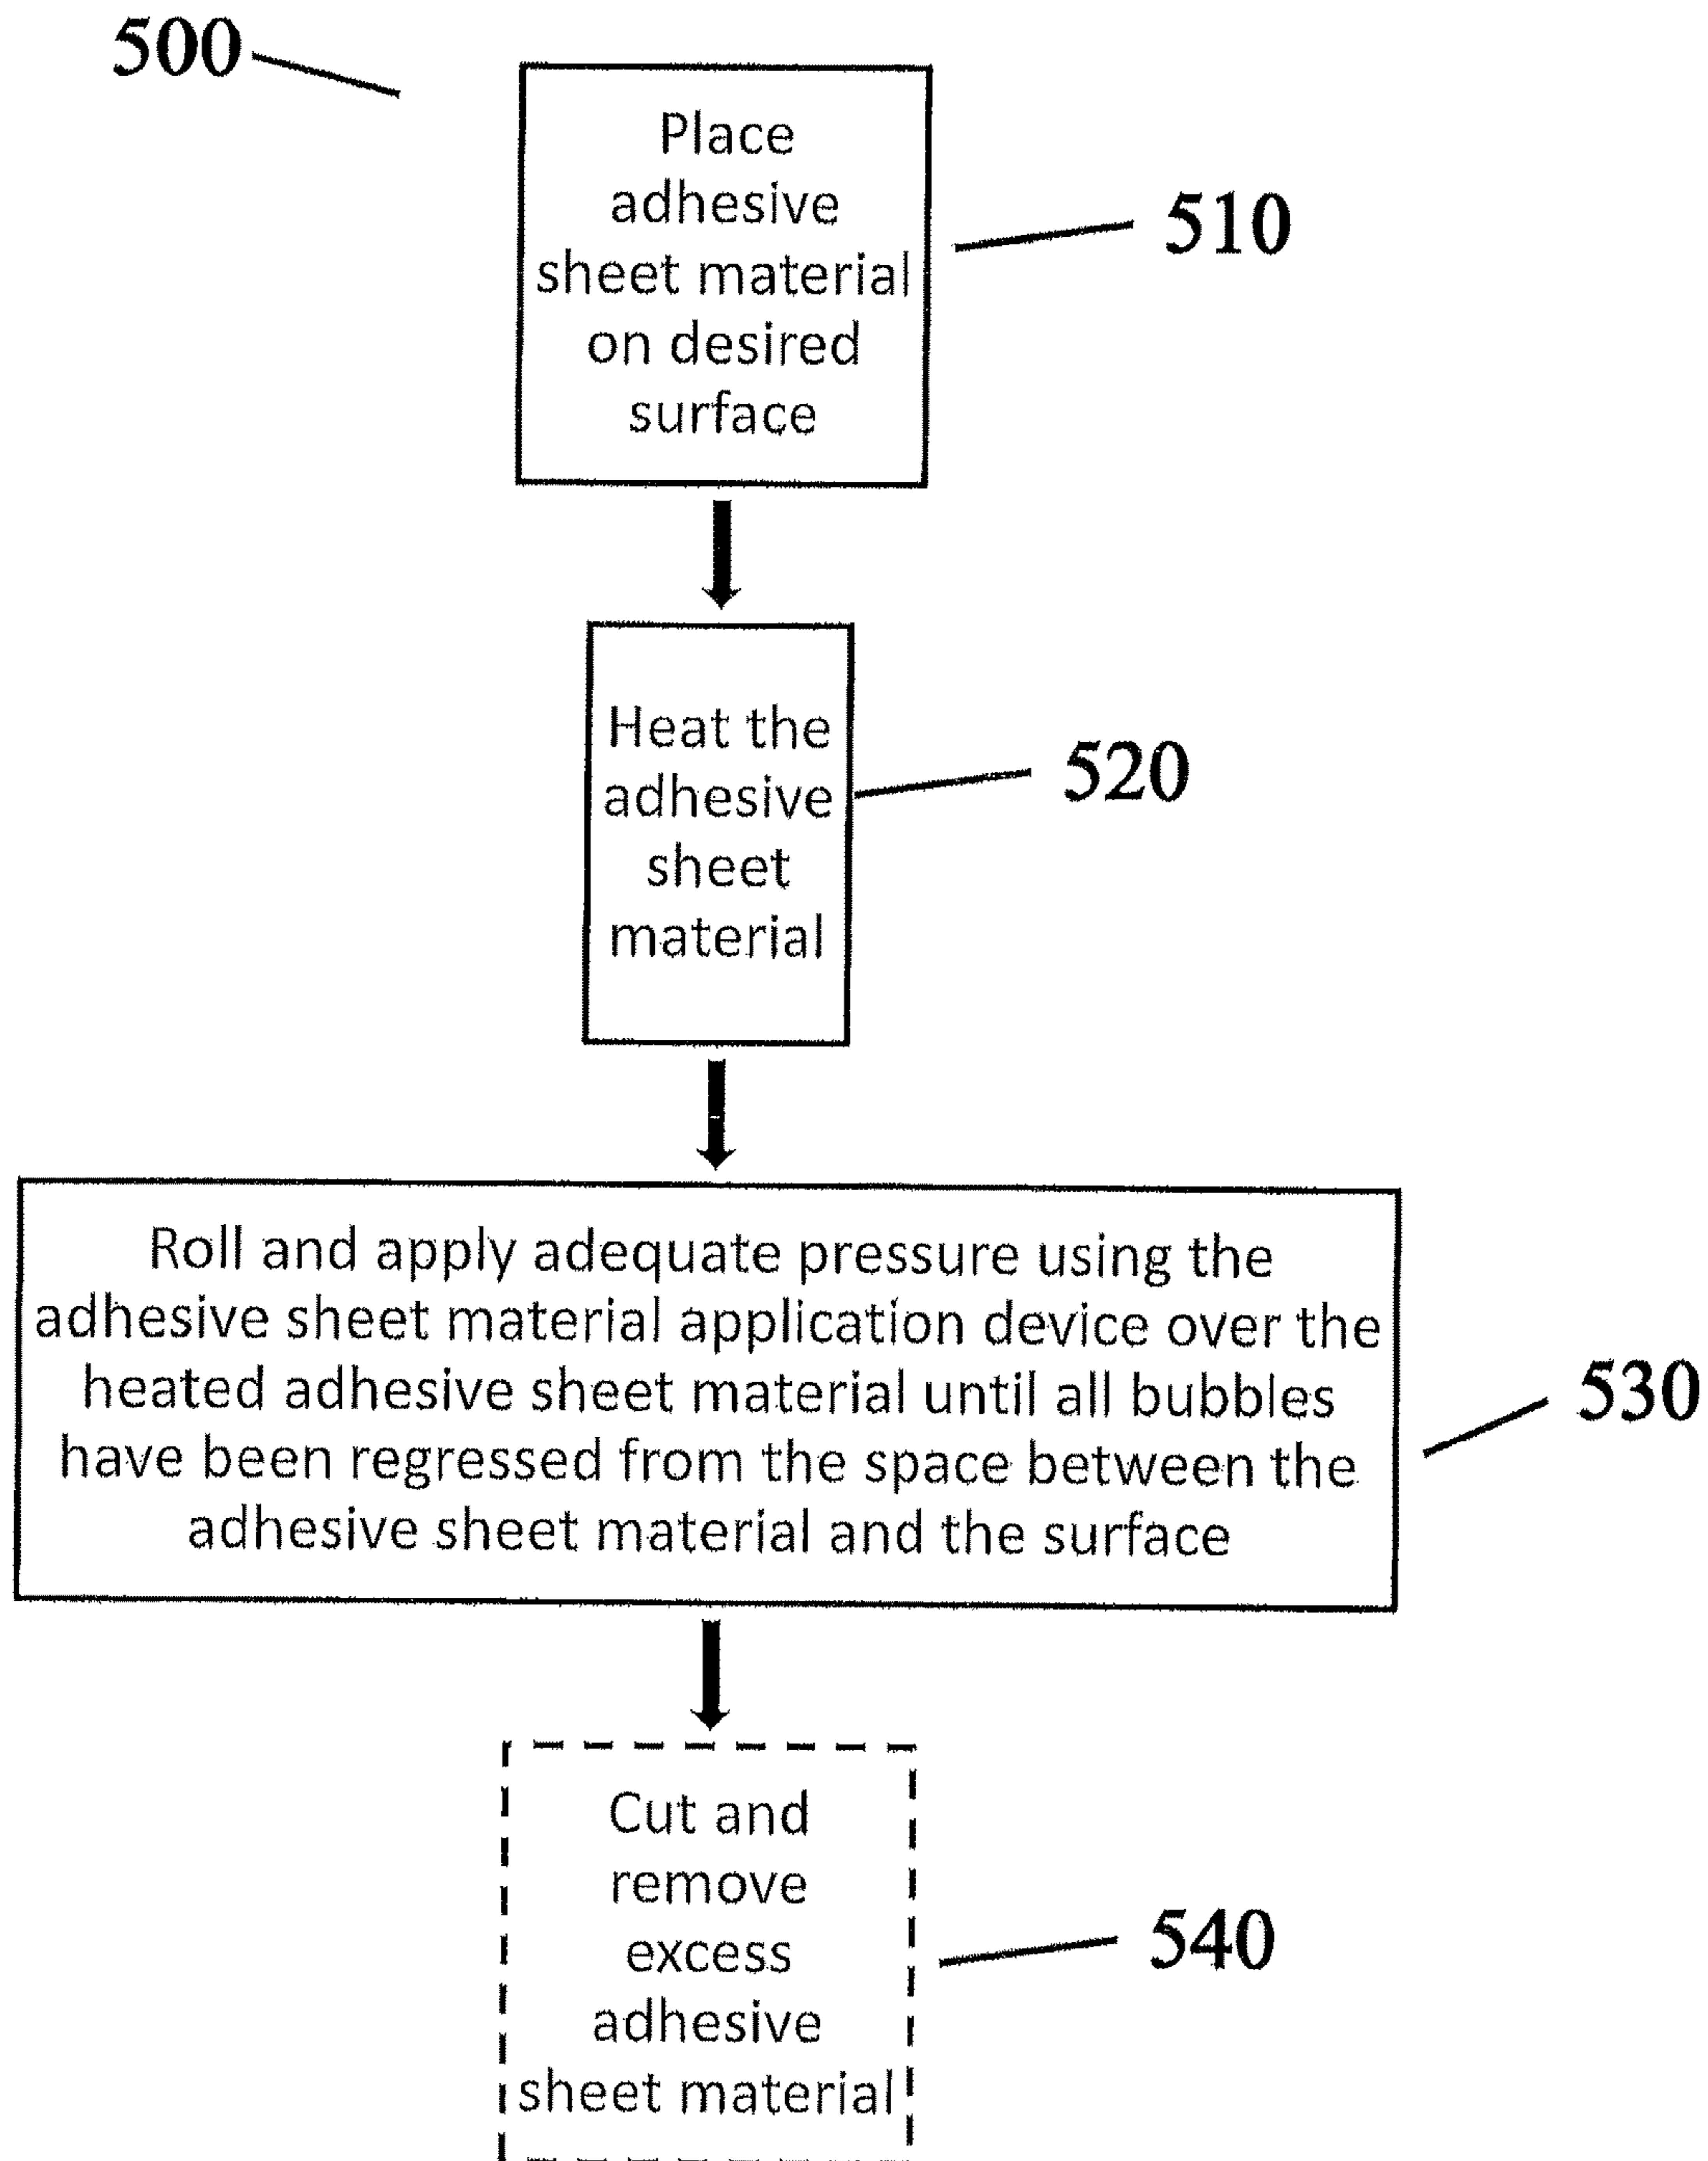 500
Place
adhesive
sheet material
on desired
surface
510
Heat the
adhesive
sheet
material
520
Roll and apply adequate pressure using the
adhesive sheet material application device over the
heated adhesive sheet material until all bubbles
have been regressed from the space between the
adhesive sheet material and the surface
530
Cut and
remove
excess
adhesive
sheet material
540